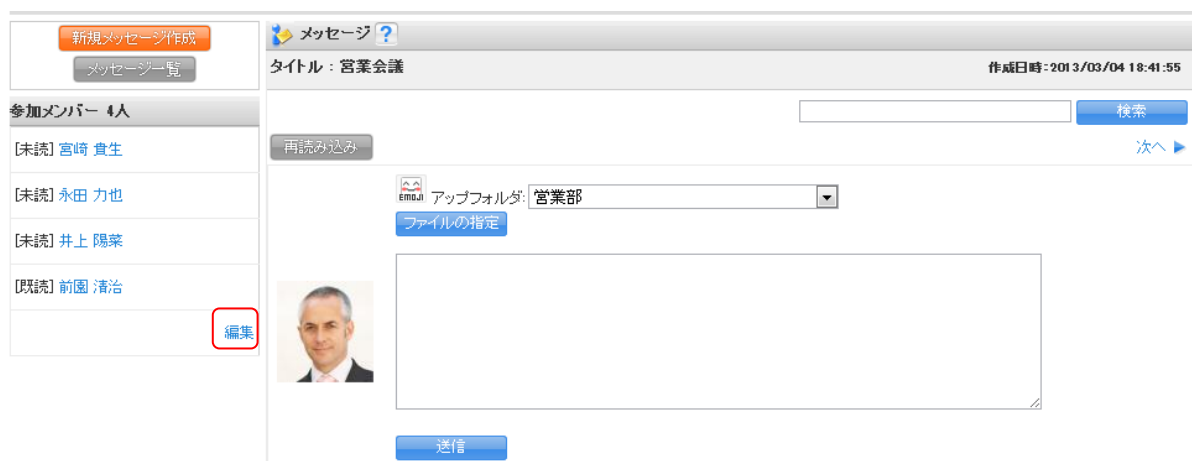 新規メッセージ作成
メッセージ一覧
参加メンバー 4人
[未読] 宮崎 貴生
[未読] 永田 力也
[未読] 井上 陽菜
[既読] 前園 清治
編集
メッセージ ?
タイトル：営業会議
作成日時：2013/03/04 18:41:55
検索
再読み込み
次へ ▶
EMOJI アップフォルダ: 営業部
ファイルの指定
送信